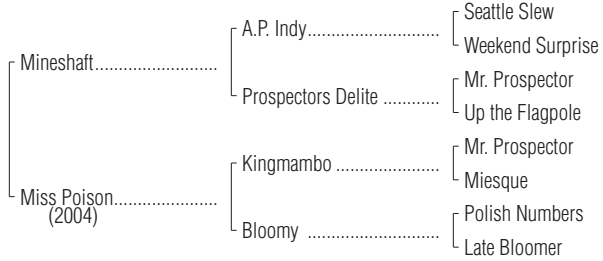 Seattle Slew
A.P. Indy............................
Weekend Surprise
Mineshaft..........................
Mr. Prospector
Prospectors Delite ............
Up the Flagpole
Mr. Prospector
Kingmambo ......................
Miesque
Miss Poison......................
(2004)
Polish Numbers
Bloomy ............................
Late Bloomer